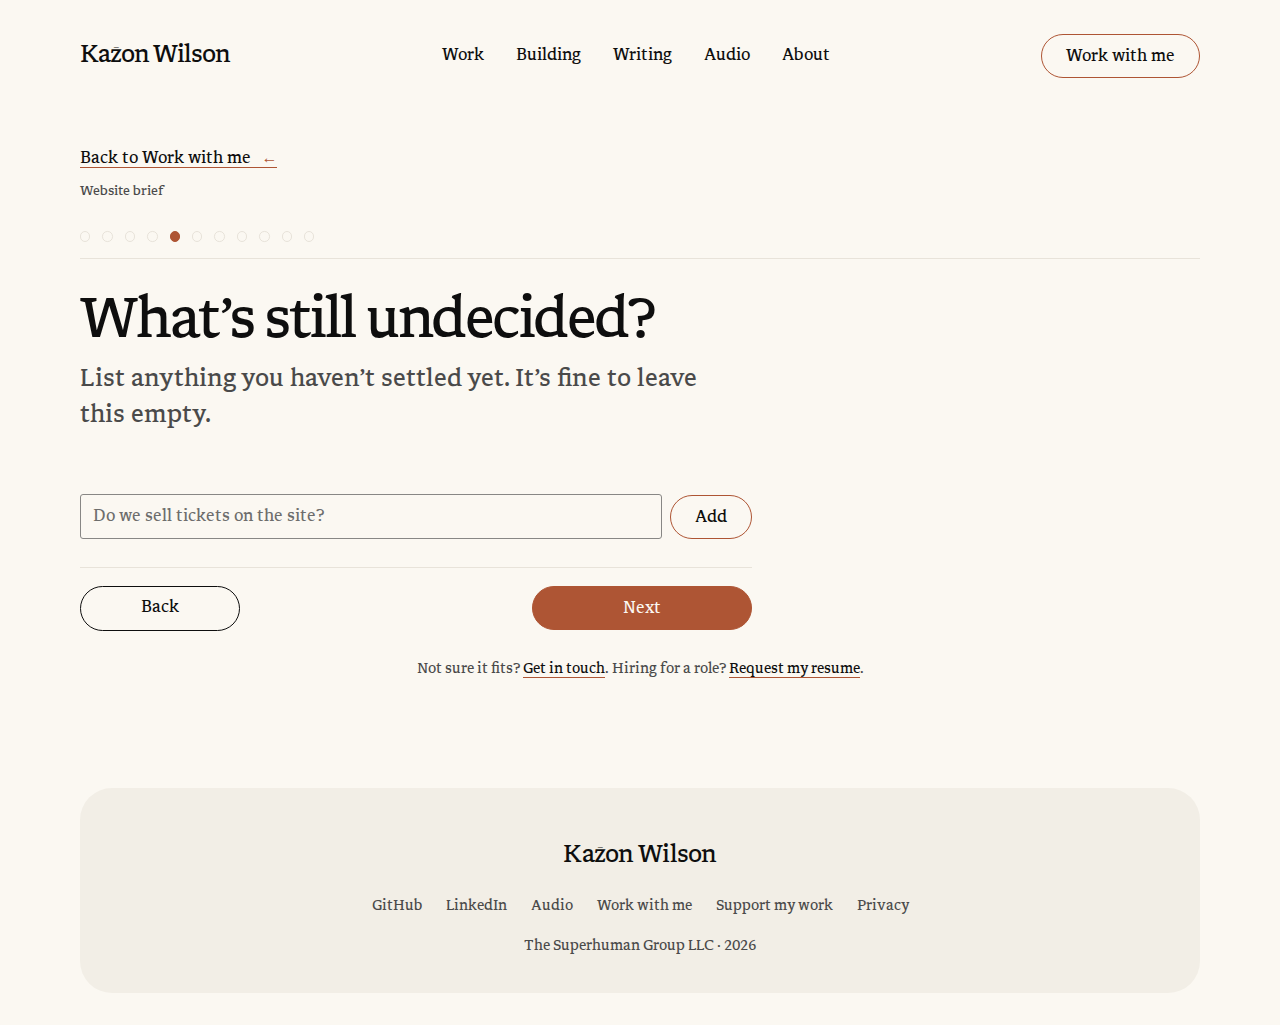 Każon Wilson
Work Building Writing Audio About
Work with me
Back to Work with me ←
Website brief
What’s still undecided?
List anything you haven’t settled yet. It’s fine to leave
this empty.
Do we sell tickets on the site?
Add
Back
Next
Not sure it fits? Get in touch. Hiring for a role? Request my resume.
Każon Wilson
GitHub LinkedIn Audio Work with me Support my work Privacy
The Superhuman Group LLC · 2026